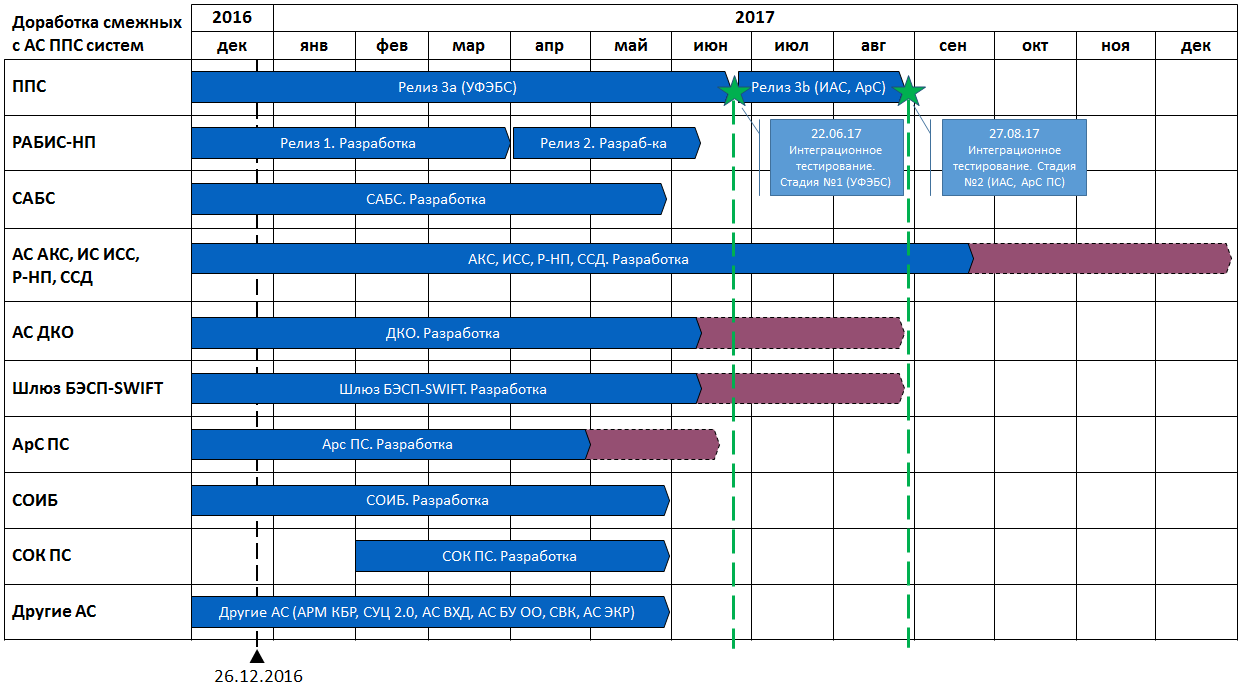 Доработка смежных
с АС ППС систем
2016
2017
дек
янв
фев
мар
апр
май
июн
июл
авг
сен
окт
ноя
дек
ППС
Релиз 3а (УФЭБС)
Релиз 3b (ИАС, АрС)
22.06.17
Интеграционное
тестирование.
Стадия №1 (УФЭБС)
27.08.17
Интеграционное
тестирование. Стадия
№2 (ИАС, АрС ПС)
РАБИС-НП
Релиз 1. Разработка
Релиз 2. Разраб-ка
САБС
САБС. Разработка
АС АКС, ИС ИСС,
Р-НП, ССД
АКС, ИСС, Р-НП, ССД. Разработка
АС ДКО
ДКО. Разработка
Шлюз БЭСП-SWIFT
Шлюз БЭСП-SWIFT. Разработка
АрС ПС
Арс ПС. Разработка
СОИБ
СОИБ. Разработка
СОК ПС
СОК ПС. Разработка
Другие АС
Другие АС (АРМ КБР, СУЦ 2.0, АС ВХД, АС БУ ОО, СВК, АС ЭКР)
26.12.2016